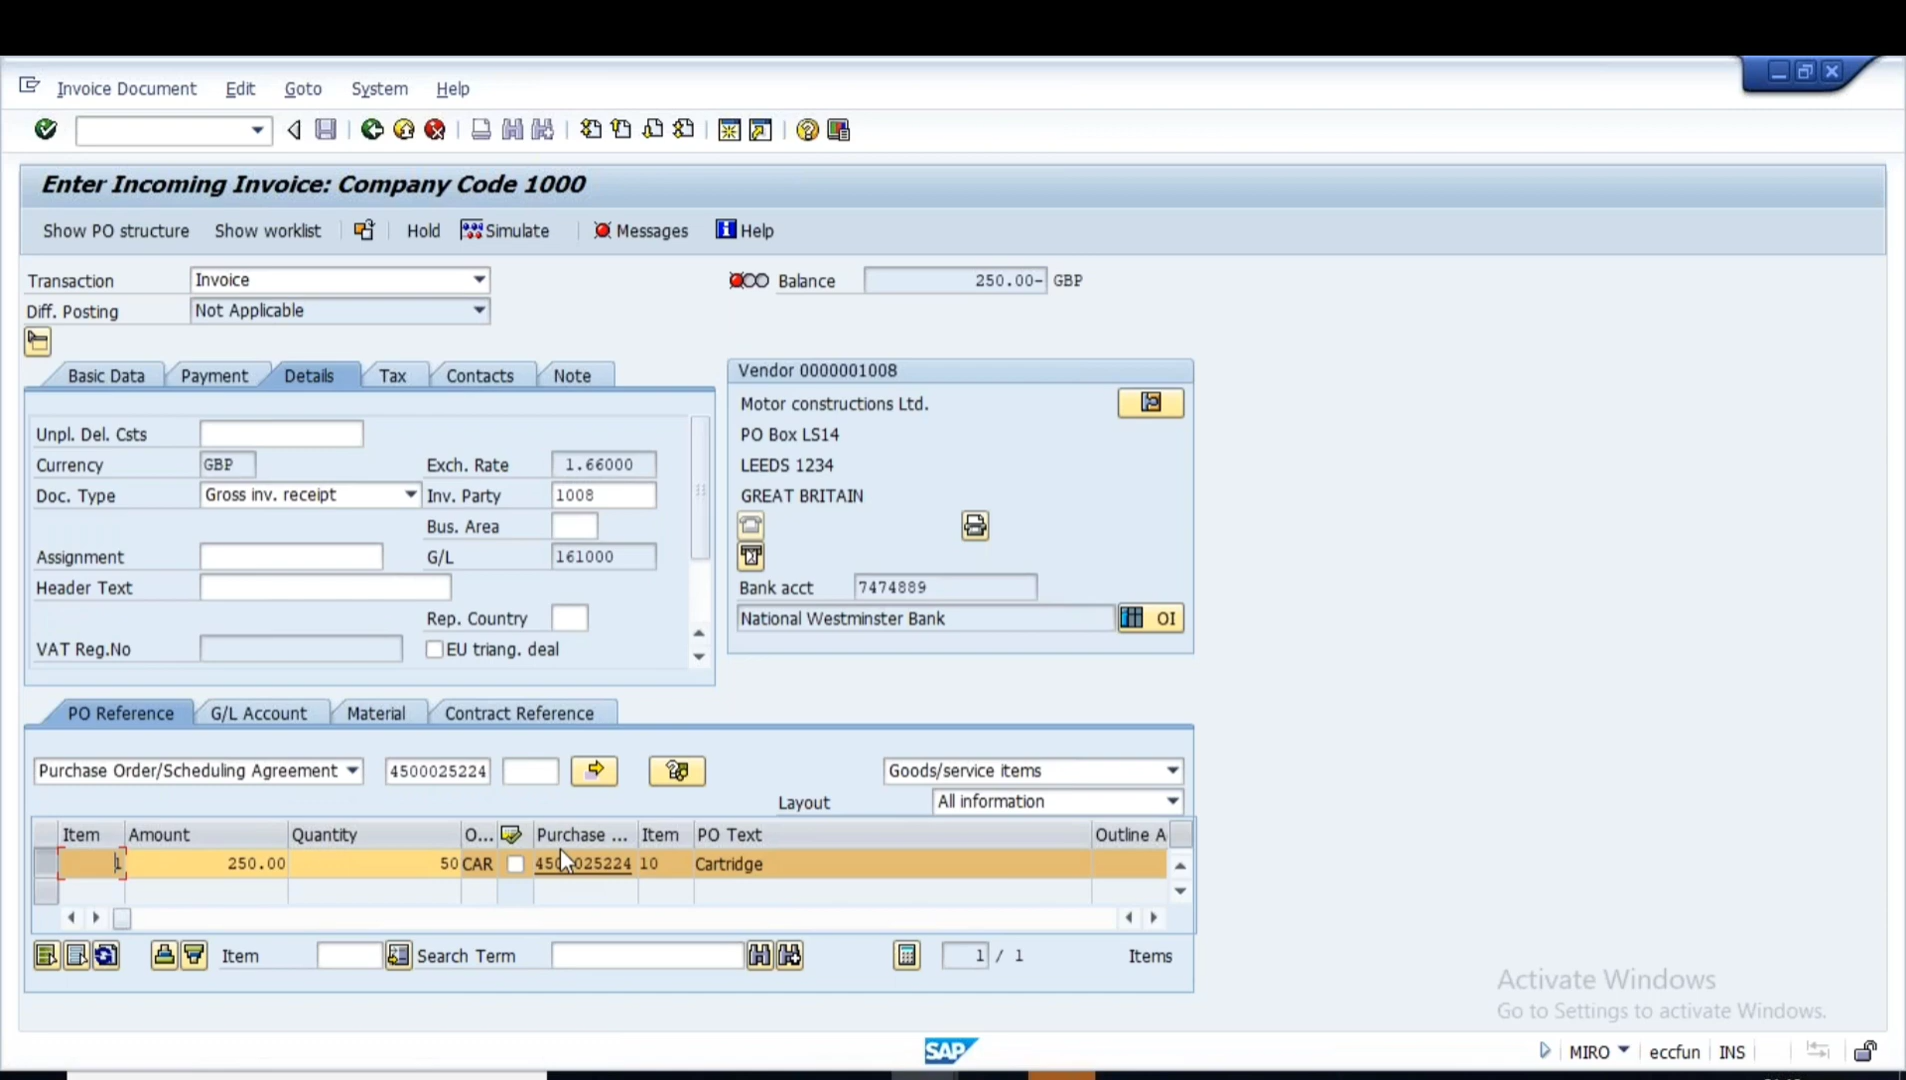 Invoice Document Edit Goto System Help
Enter Incoming Invoice: Company Code 1000
Show PO structure Show worklist Hold Simulate Messages Help
Transaction Invoice Balance 250.00- GBP
Diff. Posting Not Applicable
Basic Data Payment Details Tax Contacts Note
Unpl. Del. Csts
Currency GBP Exch. Rate 1.66000
Doc. Type Gross inv. receipt Inv. Party 1008
Bus. Area
Assignment G/L 161000
Header Text
Rep. Country
VAT Reg.No EU triang. deal
Vendor 0000001008
Motor constructions Ltd.
PO Box LS14
LEEDS 1234
GREAT BRITAIN
Bank acct 7474889
National Westminster Bank OI
PO Reference G/L Account Material Contract Reference
Purchase Order/Scheduling Agreement 4500025224 Goods/service items
Layout All information
Item Amount Quantity O... Purchase ... Item PO Text Outline A
1 250.00 50 CAR 4500025224 10 Cartridge
Item Search Term 1 / 1 Items
Activate Windows
Go to Settings to activate Windows.
SAP MIRO eccfun INS